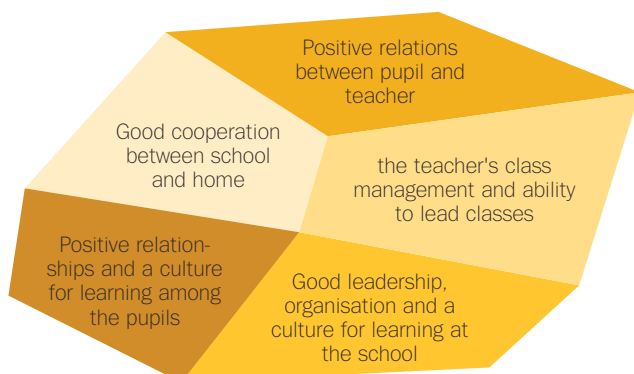 Positive relations
between pupil and
teacher
Good cooperation
between school
and home
the teacher's class
management and ability
to lead classes
Positive relation-
ships and a culture
for learning among
the pupils
Good leadership,
organisation and a
culture for learning at
the school